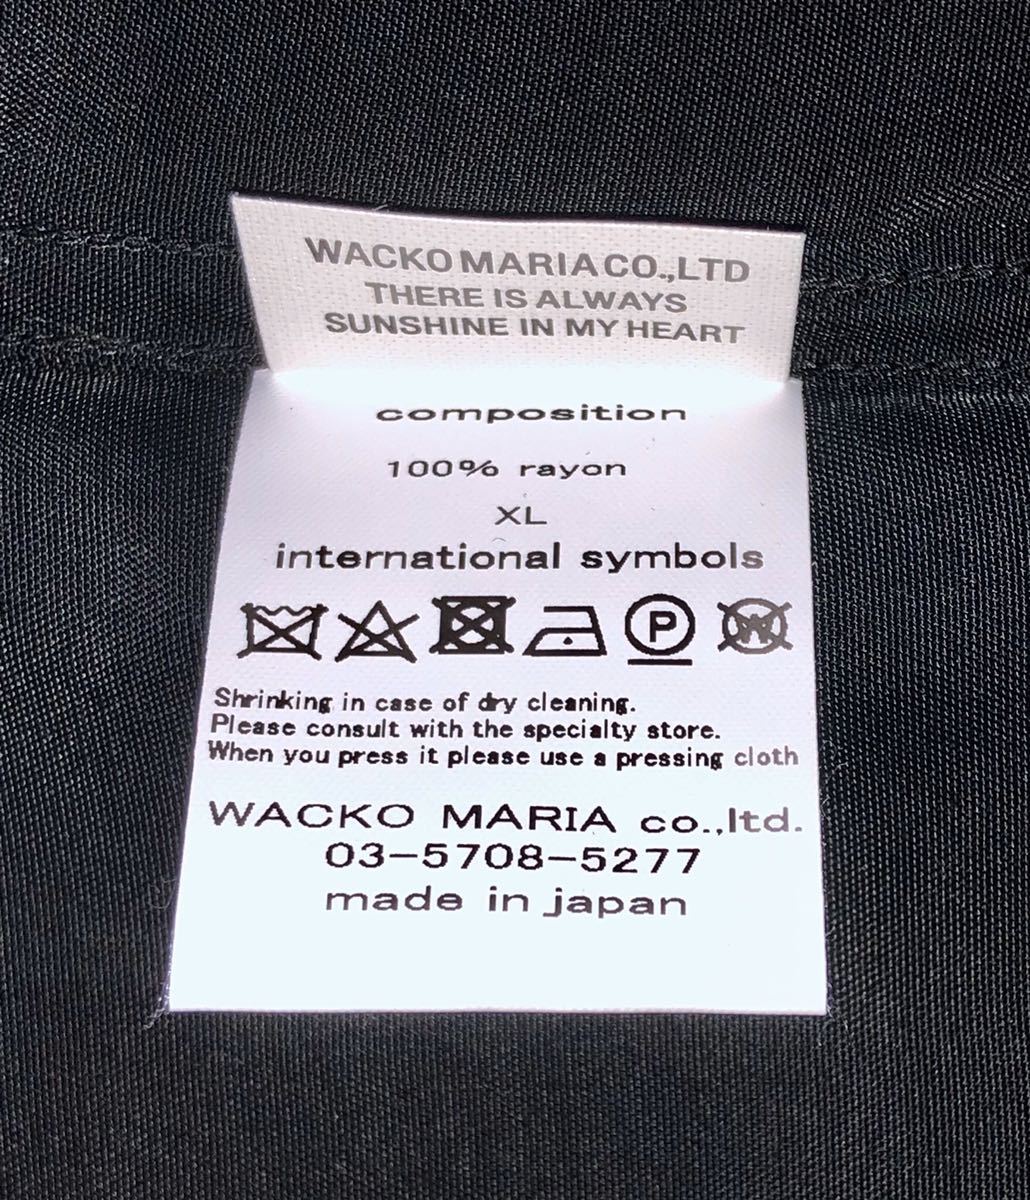 WACKO MARIA CO.,LTD
THERE IS ALWAYS
SUNSHINE IN MY HEART
composition
100% rayon
XL
international symbols
P W
Shrinking in case of dry cleaning.
Please consult with the specialty store.
When you press it please use a pressing cloth
WACKO MARIA co.,ltd.
03-5708-5277
made in japan